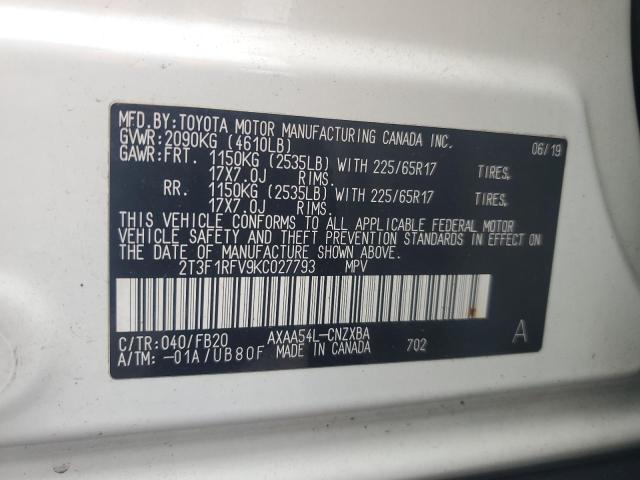 MFD.BY:TOYOTA MOTOR MANUFACTURING CANADA INC.
GVWR:2090KG (4610LB) 06/19
GAWR:FRT. 1150KG (2535LB) WITH 225/65R17 TIRES,
17X7.0J RIMS.
RR. 1150KG (2535LB) WITH 225/65R17 TIRES,
17X7.0J RIMS.
THIS VEHICLE CONFORMS TO ALL APPLICABLE FEDERAL MOTOR
VEHICLE SAFETY AND THEFT PREVENTION STANDARDS IN EFFECT ON
THE DATE OF MANUFACTURE SHOWN ABOVE.
2T3F1RFV9KC027793 MPV
C/TR:040/FB20 AXAA54L-CNZXBA A
A/TM:-01A/UB80F MADE IN CANADA 702